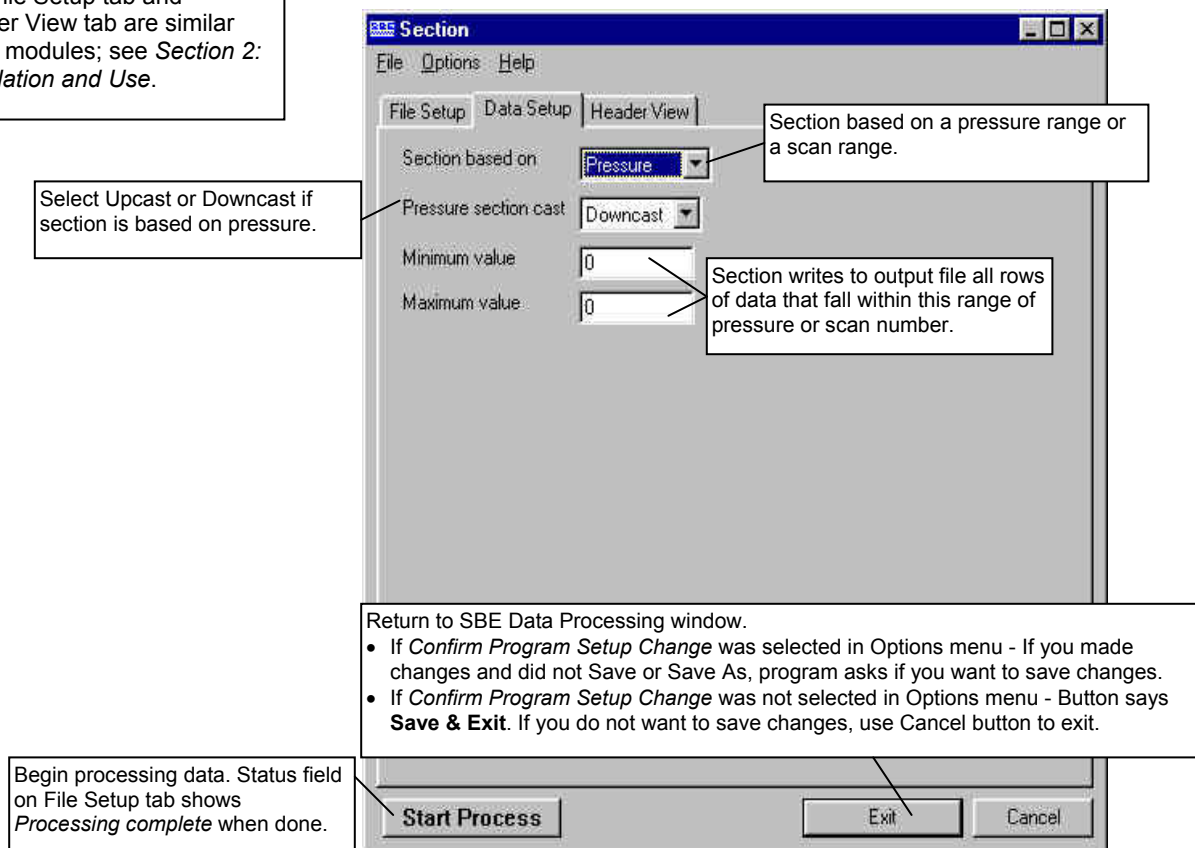 File Setup tab and
er View tab are similar
modules; see Section 2:
lation and Use.
SBE Section
File Options Help
File Setup Data Setup Header View
Section based on a pressure range or
a scan range.
Section based on Pressure
Select Upcast or Downcast if
section is based on pressure.
Pressure section cast Downcast
Minimum value 0
Maximum value 0
Section writes to output file all rows
of data that fall within this range of
pressure or scan number.
Return to SBE Data Processing window.
• If Confirm Program Setup Change was selected in Options menu - If you made
changes and did not Save or Save As, program asks if you want to save changes.
• If Confirm Program Setup Change was not selected in Options menu - Button says
Save & Exit. If you do not want to save changes, use Cancel button to exit.
Begin processing data. Status field
on File Setup tab shows
Processing complete when done.
Start Process Exit Cancel